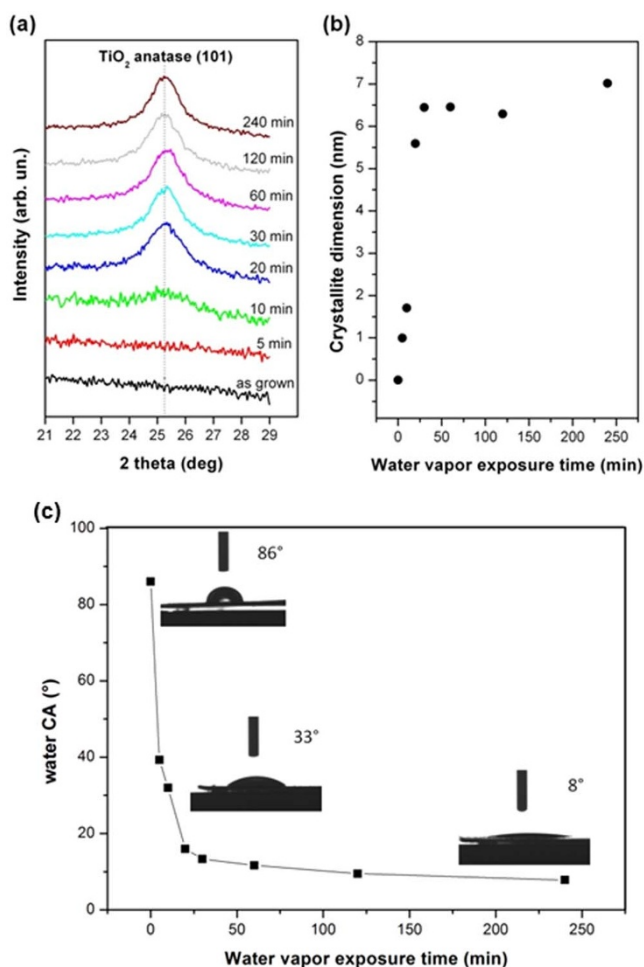 (a)
TiO₂ anatase (101)
240 min
120 min
60 min
30 min
20 min
10 min
5 min
as grown
Intensity (arb. un.)
21 22 23 24 25 26 27 28 29
2 theta (deg)
(b)
8
7
6
5
4
3
2
1
0
Crystallite dimension (nm)
0 50 100 150 200 250
Water vapor exposure time (min)
(c)
100
80
60
40
20
0
water CA (°)
86°
33°
8°
0 50 100 150 200 250
Water vapor exposure time (min)